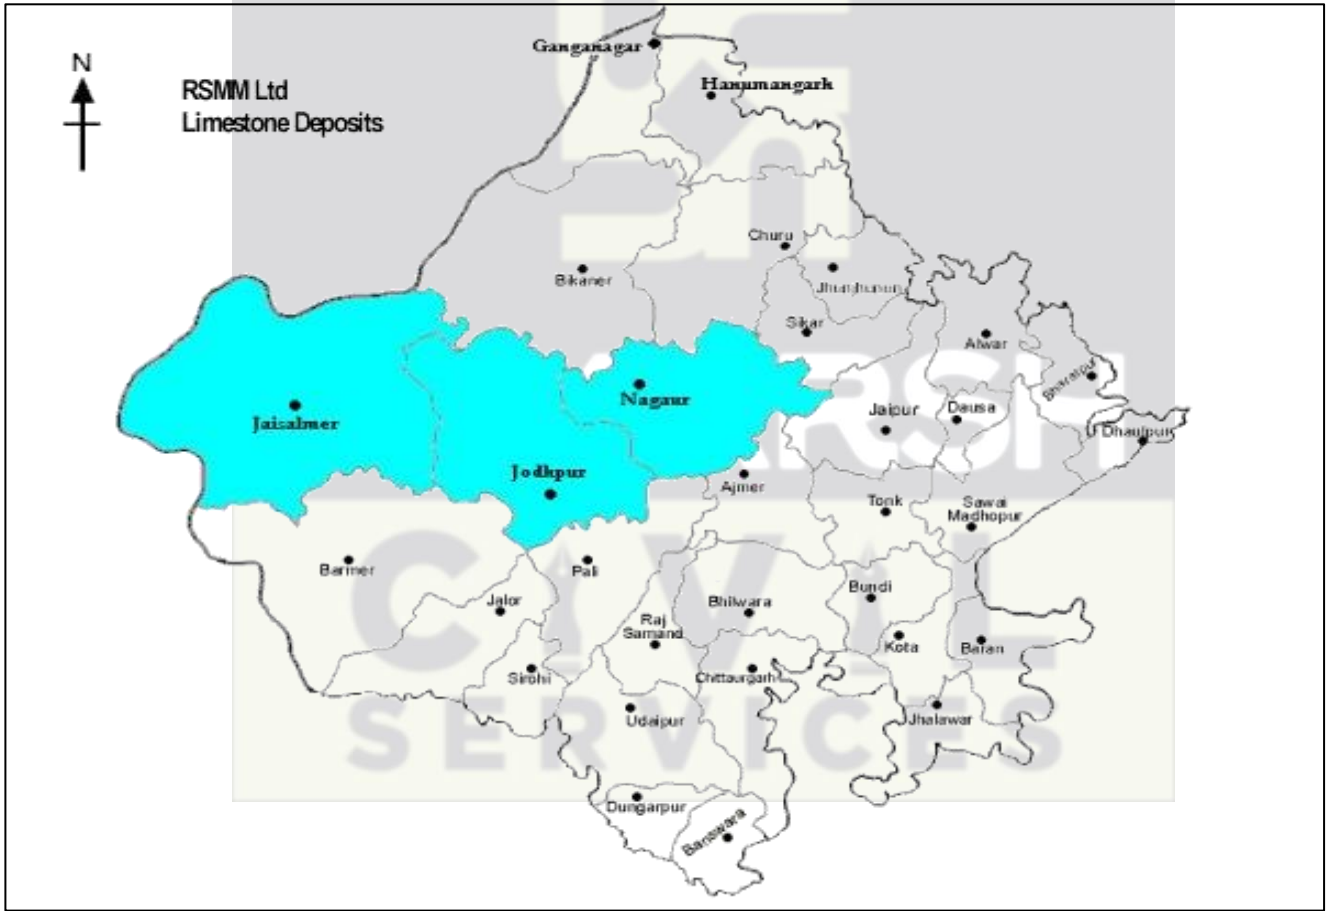 Ganganagar
N
RSMM Ltd
Hanumangarh
Limestone Deposits
Churu
Bikaner
Jhunjhunun
Sikar
Alwar
Bharatpur
Nagaur
Jaipur
Dausa
Jaisalmer
Dhaulpur
Jodhpur
Ajmer
Tonk
Sawai
Madhopur
Barmer
Pali
Bundi
Jalor
Bhilwara
Raj
Samand
Kota
Baran
Sirohi
Chittaurgarh
Udaipur
Jhalawar
Dungarpur
Banswara
ARSH
CIVIL
SERVICES